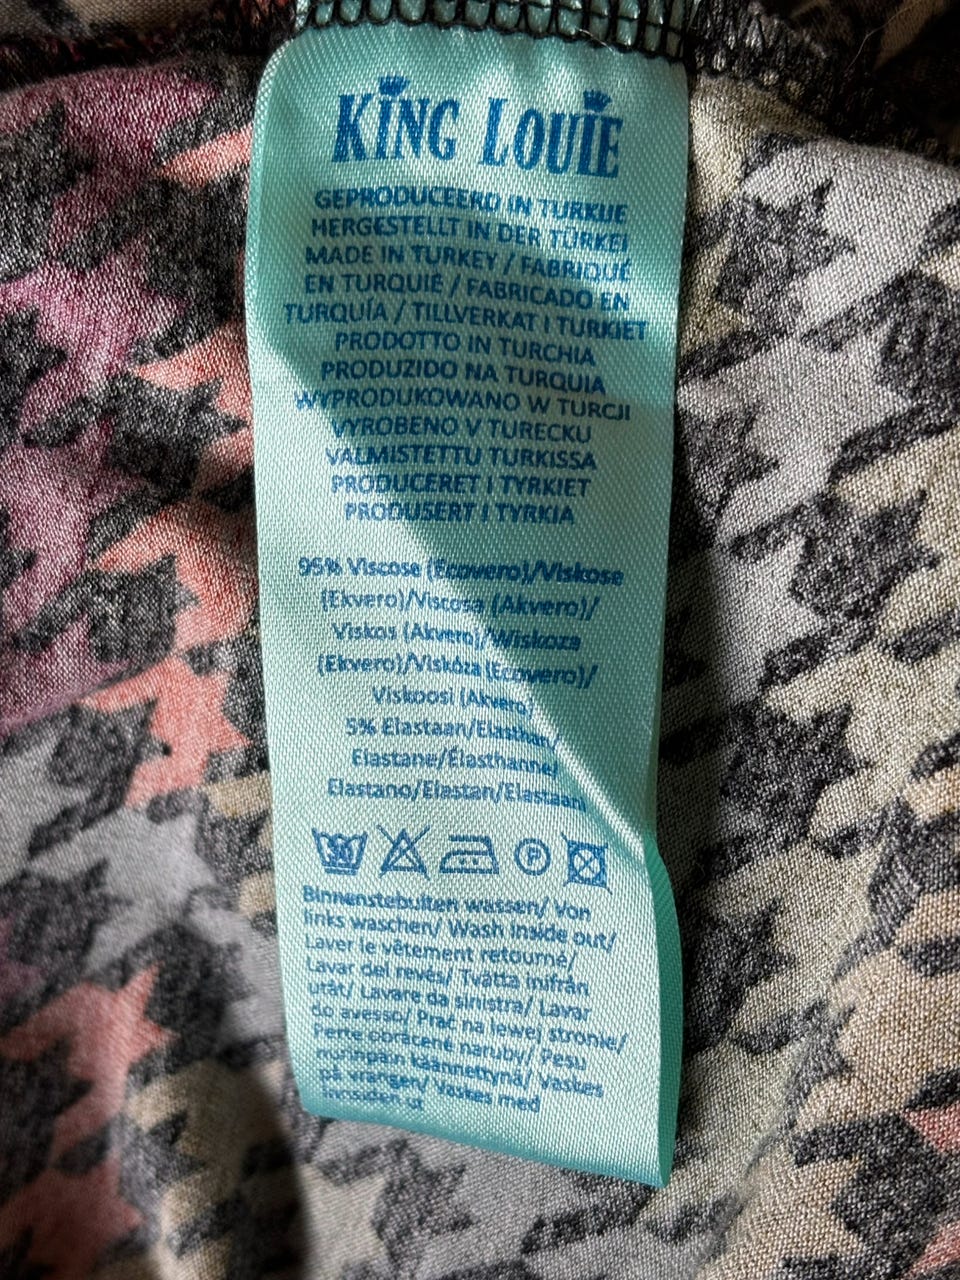 KING LOUIE
GEPRODUCEERD IN TURKIJE
HERGESTELLT IN DER TÜRKEI
MADE IN TURKEY / FABRIQUÉ
EN TURQUIÉ / FABRICADO EN
TURQUÍA / TILLVERKAT I TURKIET
PRODOTTO IN TURCHIA
PRODUZIDO NA TURQUIA
WYPRODUKOWANO W TURCJI
VYROBENO V TURECKU
VALMISTETTU TURKISSA
PRODUCERET I TYRKIET
PRODUSERT I TYRKIA
95% Viscose (Ecovero)/Viskose
(Ekvero)/Viscosa (Akvero)/
Viskos (Akvero)/Wiskoza
(Ekvero)/Viskóza (Ecovero)/
Viskoosi (Akvero)
5% Elastaan/Elasthan/
Elastane/Élasthanne/
Elastano/Elastan/Elastaani
30 P
Binnenstebuiten wassen/ Von
links waschen/ Wash inside out/
Laver le vêtement retourné/
Lavar del revés/ Tvätta inifrån
utåt/ Lavare da sinistra/ Lavar
do avesso/ Prać na lewej stronie/
Perte obrácené naruby/ Pesu
nurinpäin käännettynä/ Vaskes
på vrangen/ Vaskes med
innsiden ut